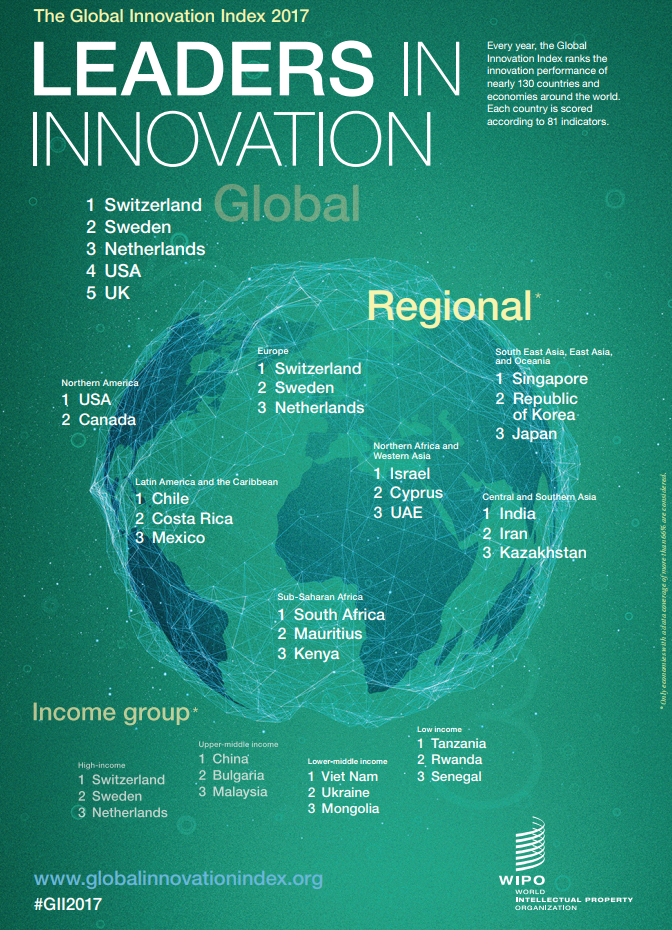 The Global Innovation Index 2017
LEADERS IN
INNOVATION
Every year, the Global
Innovation Index ranks the
innovation performance of
nearly 130 countries and
economies around the world.
Each country is scored
according to 81 indicators.
Global
1 Switzerland
2 Sweden
3 Netherlands
4 USA
5 UK
Regional*
Northern America
1 USA
2 Canada
Europe
1 Switzerland
2 Sweden
3 Netherlands
South East Asia, East Asia,
and Oceania
1 Singapore
2 Republic
of Korea
3 Japan
Latin America and the Caribbean
1 Chile
2 Costa Rica
3 Mexico
Northern Africa and
Western Asia
1 Israel
2 Cyprus
3 UAE
Central and Southern Asia
1 India
2 Iran
3 Kazakhstan
Sub-Saharan Africa
1 South Africa
2 Mauritius
3 Kenya
* Only economies with a data coverage of more than 66% are considered.
Income group*
High-income
1 Switzerland
2 Sweden
3 Netherlands
Upper-middle income
1 China
2 Bulgaria
3 Malaysia
Lower-middle income
1 Viet Nam
2 Ukraine
3 Mongolia
Low income
1 Tanzania
2 Rwanda
3 Senegal
www.globalinnovationindex.org
#GII2017
WIPO
WORLD
INTELLECTUAL PROPERTY
ORGANIZATION